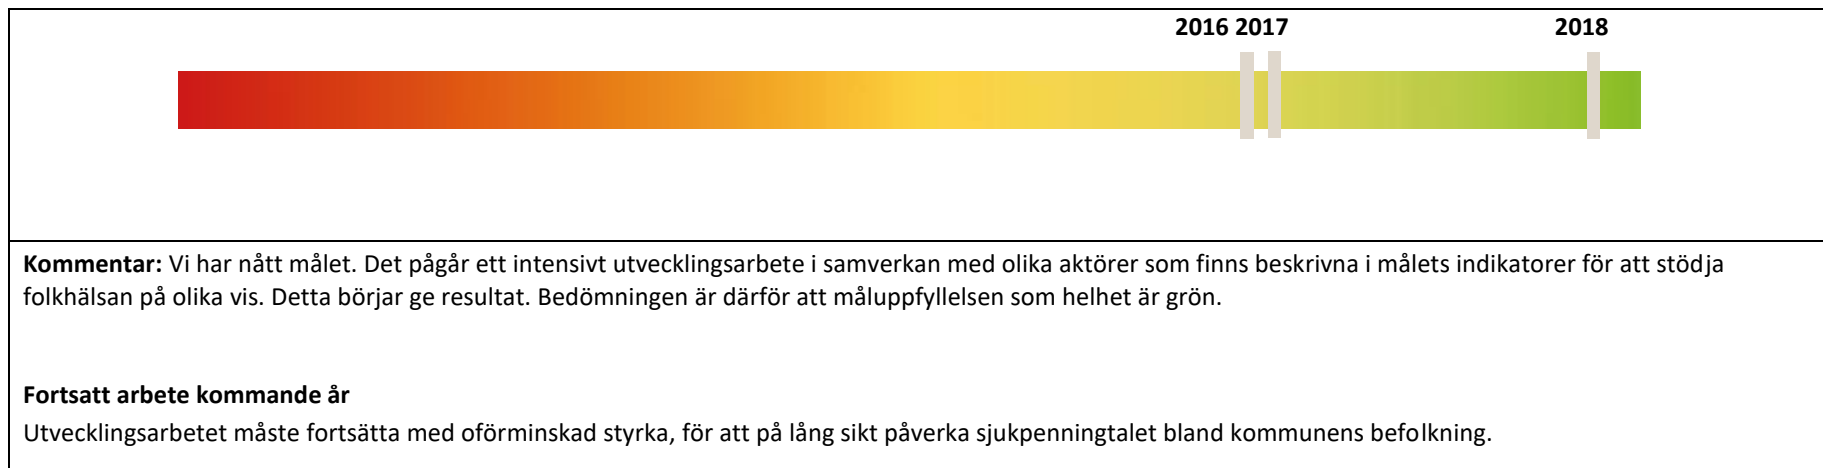 2016 2017 2018
Kommentar: Vi har nått målet. Det pågår ett intensivt utvecklingsarbete i samverkan med olika aktörer som finns beskrivna i målets indikatorer för att stödja
folkhälsan på olika vis. Detta börjar ge resultat. Bedömningen är därför att måluppfyllelsen som helhet är grön.
Fortsatt arbete kommande år
Utvecklingsarbetet måste fortsätta med oförminskad styrka, för att på lång sikt påverka sjukpenningtalet bland kommunens befolkning.